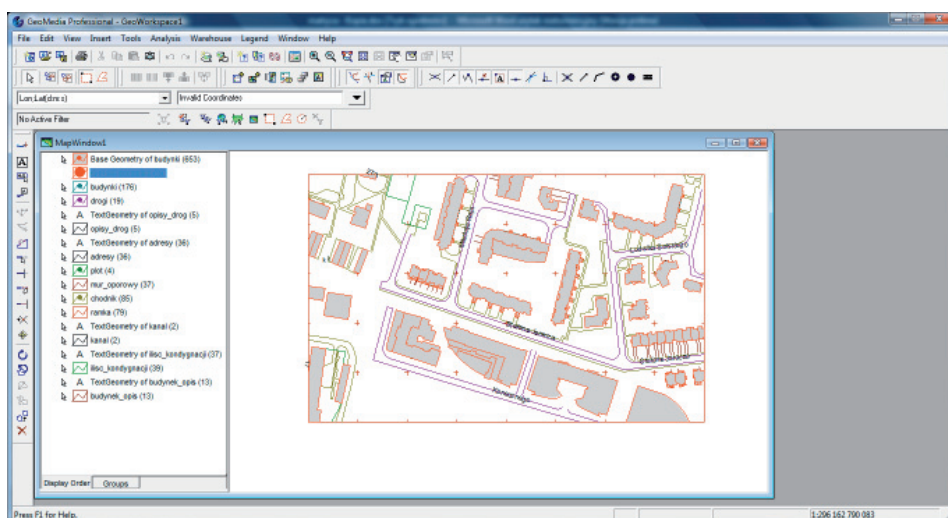 GeoMedia Professional - GeoWorkspace1
File Edit View Insert Tools Analysis Warehouse Legend Window Help
Lon,Lat(d:m:s) Invalid Coordinates
No Active Filter
MapWindow1
Base Geometry of budynki (653)
budynki (176)
drogi (19)
A TextGeometry of opisy_drog (5)
opisy_drog (5)
A TextGeometry of adresy (36)
adresy (36)
plot (4)
mur_oporowy (37)
chodnik (85)
ramka (79)
A TextGeometry of kanal (2)
kanal (2)
A TextGeometry of ilisc_kondygnacji (37)
ilisc_kondygnacji (39)
A TextGeometry of budynek_opis (13)
budynek_opis (13)
Display Order Groups
Press F1 for Help.
1:296 162 790 083